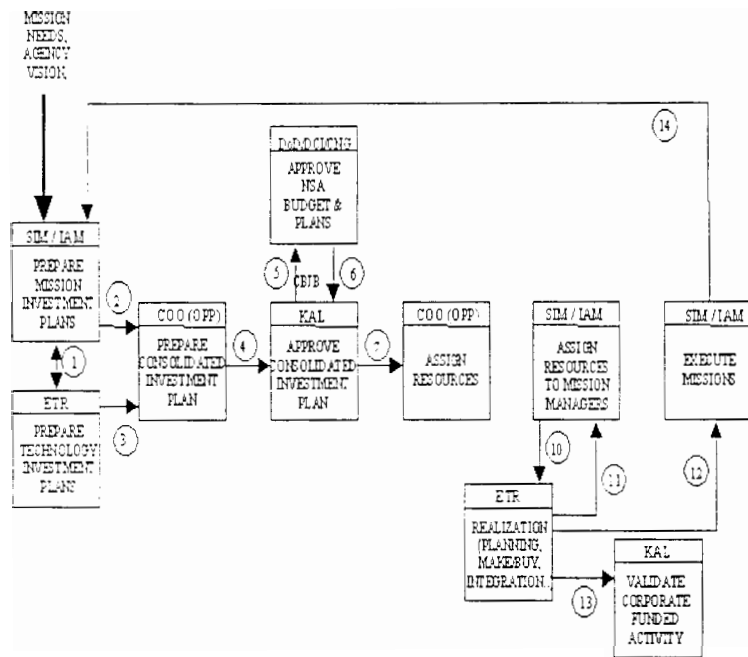 MISSION
NEEDS,
AGENCY
VISION,
14
DoD/DCI/CNG
APPROVE
NSA
BUDGET &
PLANS
SIM / IAM
PREPARE
MISSION
INVESTMENT
PLANS
1
2
3
ETR
PREPARE
TECHNOLOGY
INVESTMENT
PLANS
COO (OPP)
PREPARE
CONSOLIDATED
INVESTMENT
PLAN
4
5
CBJB
6
KAL
APPROVE
CONSOLIDATED
INVESTMENT
PLAN
7
COO (OPP)
ASSIGN
RESOURCES
SIM / IAM
ASSIGN
RESOURCES
TO MISSION
MANAGERS
SIM / IAM
EXECUTE
MISSIONS
10
11
12
ETR
REALIZATION
(PLANNING,
MAKE/BUY,
INTEGRATION..
13
KAL
VALIDATE
CORPORATE
FUNDED
ACTIVITY